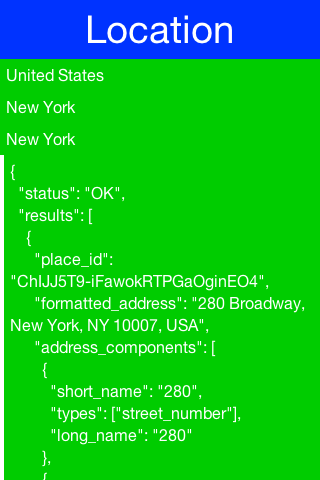 Location
United States
New York
New York
{
"status": "OK",
"results": [
{
"place_id":
"ChIJJ5T9-iFawokRTPGaOginEO4",
"formatted_address": "280 Broadway,
New York, NY 10007, USA",
"address_components": [
{
"short_name": "280",
"types": ["street_number"],
"long_name": "280"
},
{